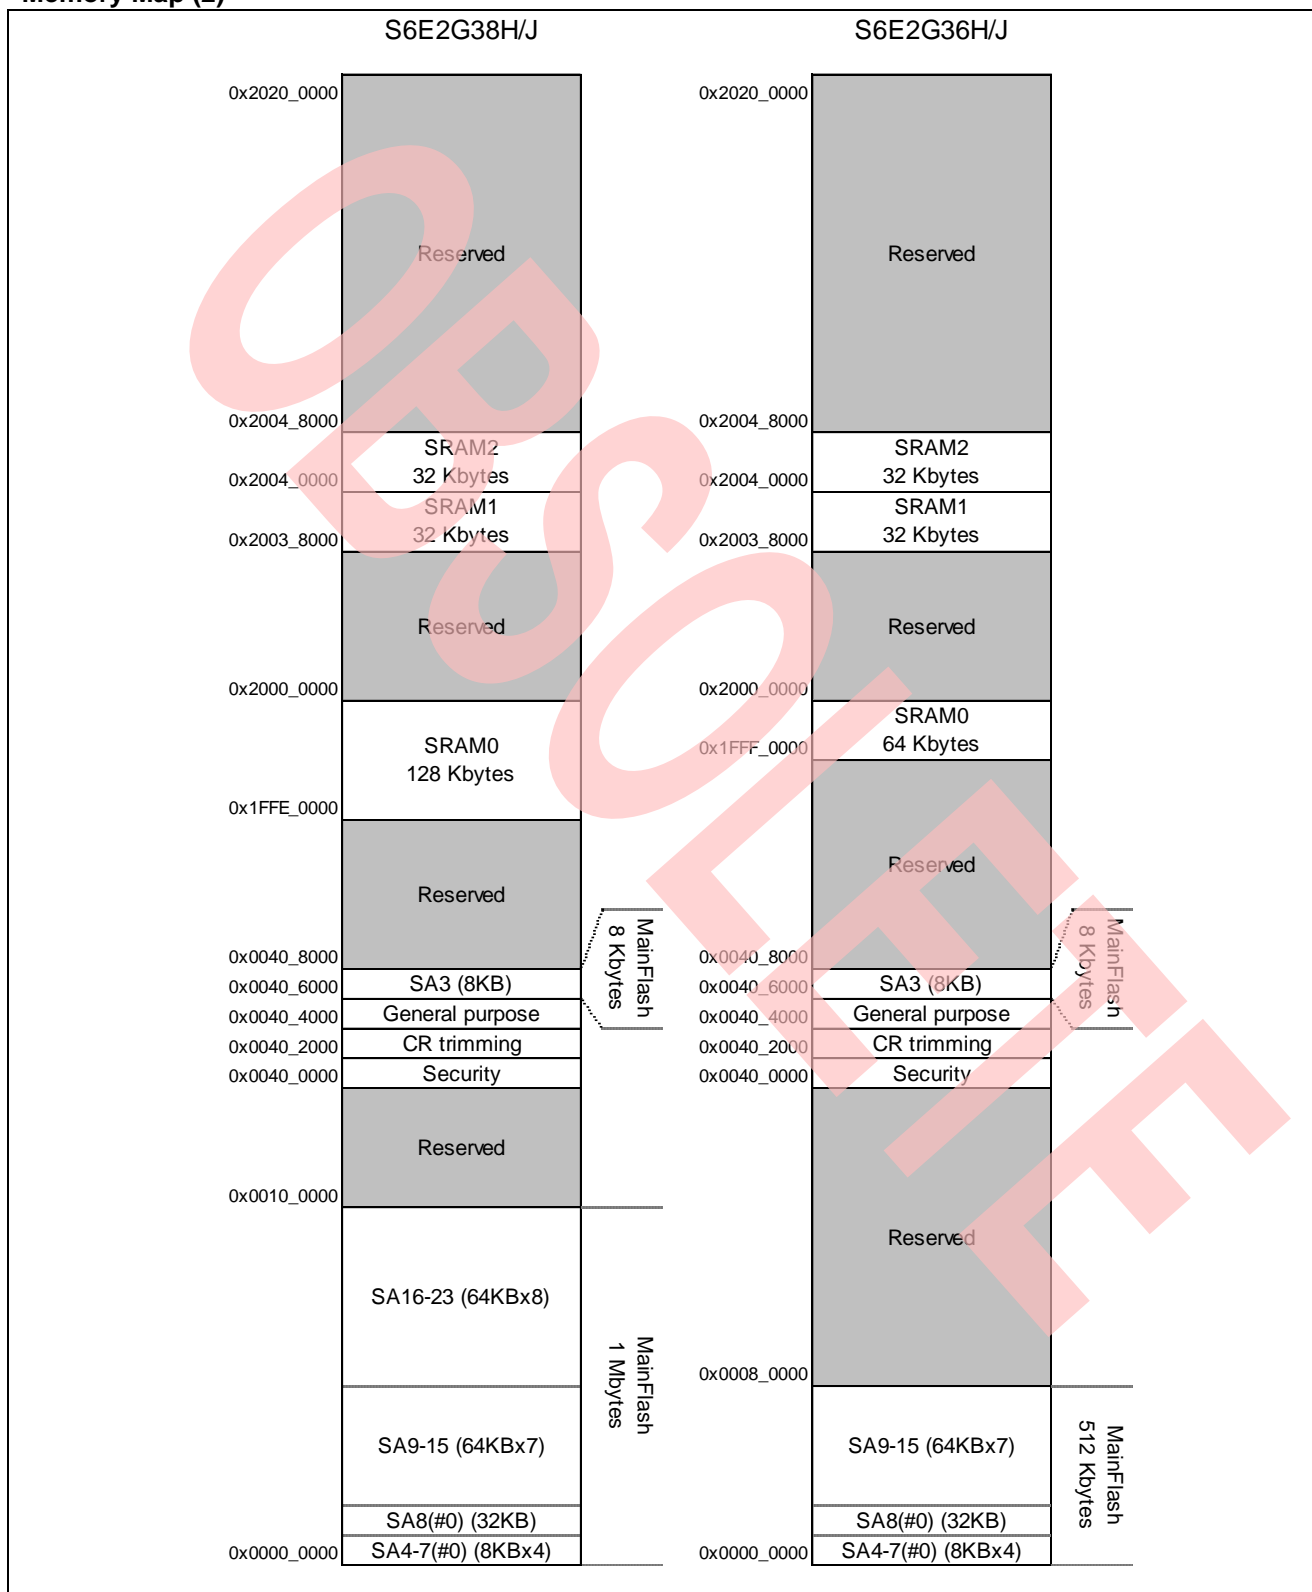 Memory Map (2)
S6E2G38H/J
0x2020_0000
Reserved
0x2004_8000
SRAM2
32 Kbytes
0x2004_0000
SRAM1
32 Kbytes
0x2003_8000
Reserved
0x2000_0000
SRAM0
128 Kbytes
0x1FFE_0000
Reserved
0x0040_8000
SA3 (8KB)
0x0040_6000
General purpose
0x0040_4000
CR trimming
0x0040_2000
Security
0x0040_0000
MainFlash
8 Kbytes
Reserved
0x0010_0000
SA16-23 (64KBx8)
SA9-15 (64KBx7)
SA8(#0) (32KB)
SA4-7(#0) (8KBx4)
0x0000_0000
MainFlash
1 Mbytes
S6E2G36H/J
0x2020_0000
Reserved
0x2004_8000
SRAM2
32 Kbytes
0x2004_0000
SRAM1
32 Kbytes
0x2003_8000
Reserved
0x2000_0000
SRAM0
64 Kbytes
0x1FFF_0000
Reserved
0x0040_8000
SA3 (8KB)
0x0040_6000
General purpose
0x0040_4000
CR trimming
0x0040_2000
Security
0x0040_0000
MainFlash
8 Kbytes
Reserved
0x0008_0000
SA9-15 (64KBx7)
SA8(#0) (32KB)
SA4-7(#0) (8KBx4)
0x0000_0000
MainFlash
512 Kbytes
OBSOLETE